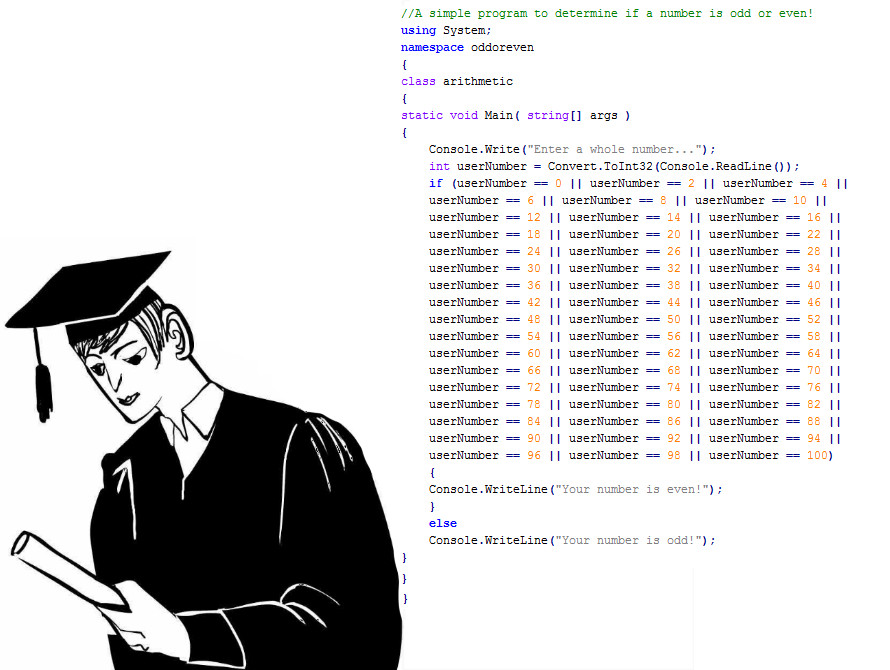 //A simple program to determine if a number is odd or even!
using System;
namespace oddoreven
{
class arithmetic
{
static void Main( string[] args )
{
Console.Write("Enter a whole number...");
int userNumber = Convert.ToInt32(Console.ReadLine());
if (userNumber == 0 || userNumber == 2 || userNumber == 4 ||
userNumber == 6 || userNumber == 8 || userNumber == 10 ||
userNumber == 12 || userNumber == 14 || userNumber == 16 ||
userNumber == 18 || userNumber == 20 || userNumber == 22 ||
userNumber == 24 || userNumber == 26 || userNumber == 28 ||
userNumber == 30 || userNumber == 32 || userNumber == 34 ||
userNumber == 36 || userNumber == 38 || userNumber == 40 ||
userNumber == 42 || userNumber == 44 || userNumber == 46 ||
userNumber == 48 || userNumber == 50 || userNumber == 52 ||
userNumber == 54 || userNumber == 56 || userNumber == 58 ||
userNumber == 60 || userNumber == 62 || userNumber == 64 ||
userNumber == 66 || userNumber == 68 || userNumber == 70 ||
userNumber == 72 || userNumber == 74 || userNumber == 76 ||
userNumber == 78 || userNumber == 80 || userNumber == 82 ||
userNumber == 84 || userNumber == 86 || userNumber == 88 ||
userNumber == 90 || userNumber == 92 || userNumber == 94 ||
userNumber == 96 || userNumber == 98 || userNumber == 100)
{
Console.WriteLine("Your number is even!");
}
else
Console.WriteLine("Your number is odd!");
}
}
}